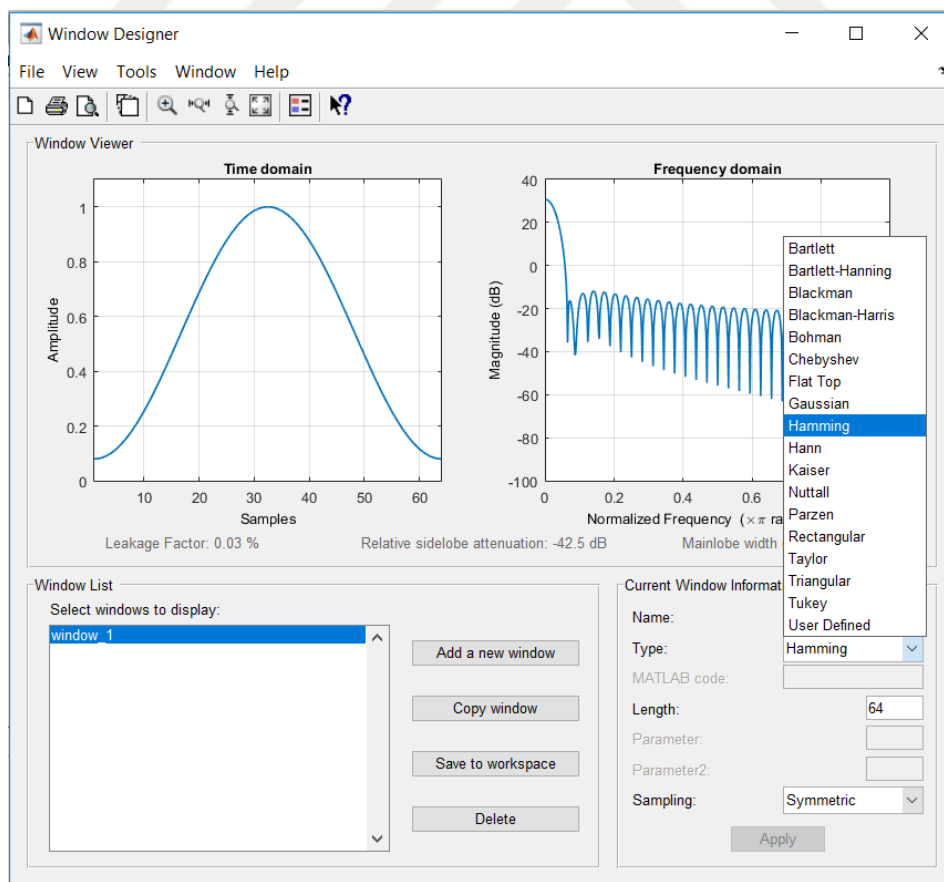 Window Designer
File View Tools Window Help
Window Viewer
Time domain
Amplitude
1
0.8
0.6
0.4
0.2
0
10 20 30 40 50 60
Samples
Frequency domain
Magnitude (dB)
40
20
0
-20
-40
-60
-80
-100
0 0.2 0.4 0.6
Normalized Frequency (×π ra
Leakage Factor: 0.03 % Relative sidelobe attenuation: -42.5 dB Mainlobe width
Bartlett
Bartlett-Hanning
Blackman
Blackman-Harris
Bohman
Chebyshev
Flat Top
Gaussian
Hamming
Hann
Kaiser
Nuttall
Parzen
Rectangular
Taylor
Triangular
Tukey
User Defined
Window List
Select windows to display:
window_1
Add a new window
Copy window
Save to workspace
Delete
Current Window Informat
Name:
Type: Hamming
MATLAB code:
Length: 64
Parameter:
Parameter2:
Sampling: Symmetric
Apply